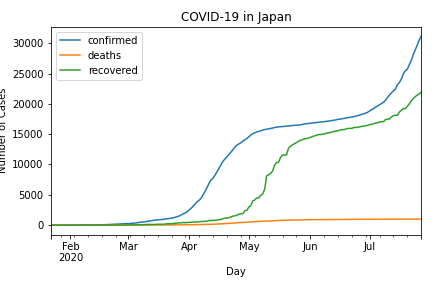 COVID-19 in Japan
confirmed
deaths
recovered
Number of Cases
30000
25000
20000
15000
10000
5000
0
Feb Mar Apr May Jun Jul
2020
Day